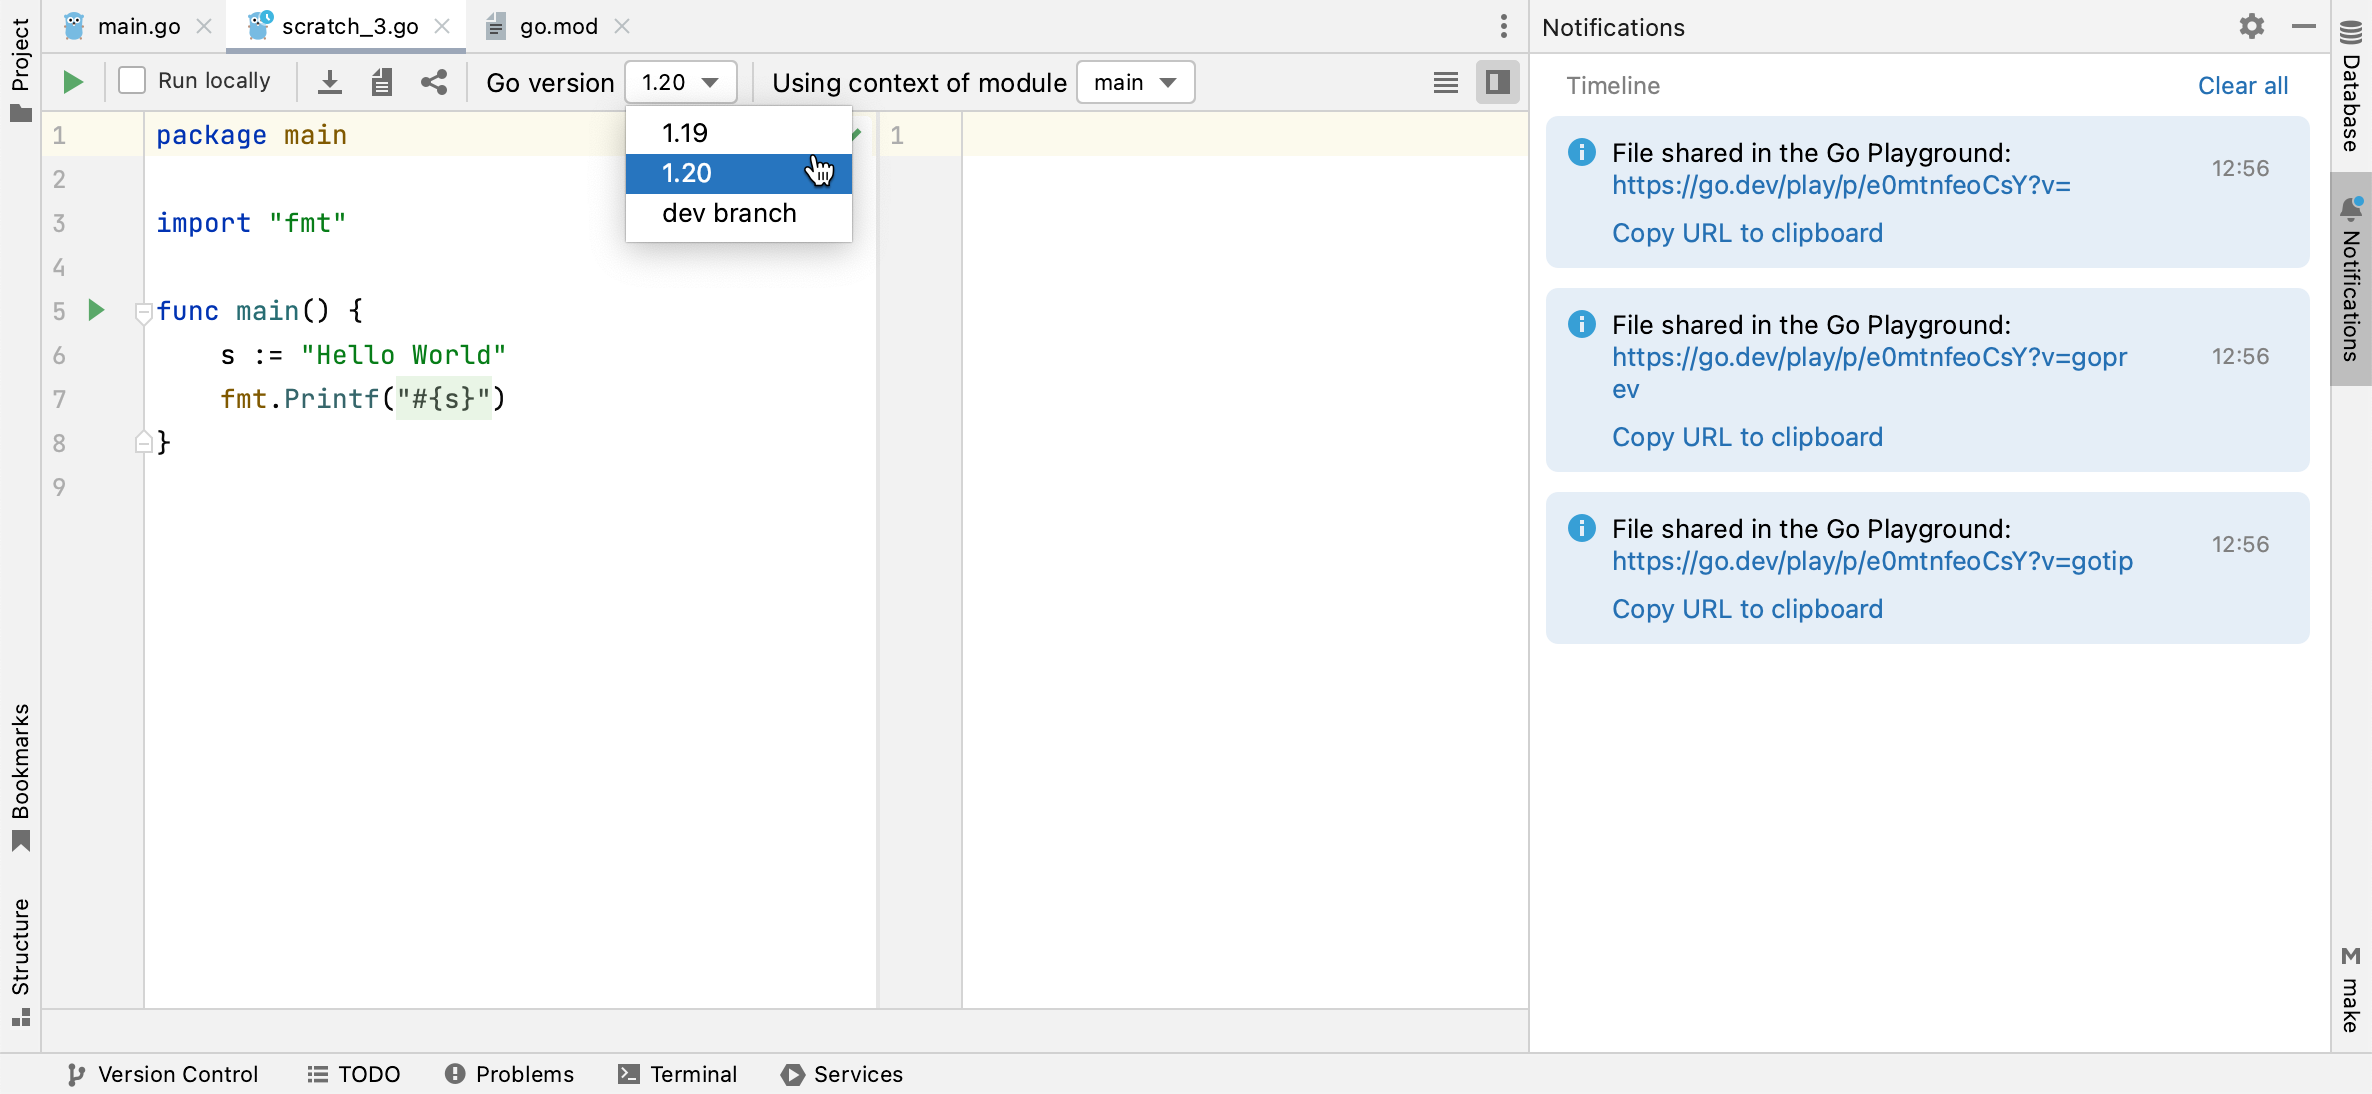 Project
main.go
scratch_3.go
go.mod
Run locally
Go version
1.20
Using context of module
main
1.19
1.20
dev branch
1 package main
2
3 import "fmt"
4
5 func main() {
6 s := "Hello World"
7 fmt.Printf("#{s}")
8 }
9
1
Notifications
Timeline
Clear all
File shared in the Go Playground:
https://go.dev/play/p/e0mtnfeoCsY?v=
12:56
Copy URL to clipboard
File shared in the Go Playground:
https://go.dev/play/p/e0mtnfeoCsY?v=gopr
ev
12:56
Copy URL to clipboard
File shared in the Go Playground:
https://go.dev/play/p/e0mtnfeoCsY?v=gotip
12:56
Copy URL to clipboard
Database
Notifications
make
Bookmarks
Structure
Version Control
TODO
Problems
Terminal
Services